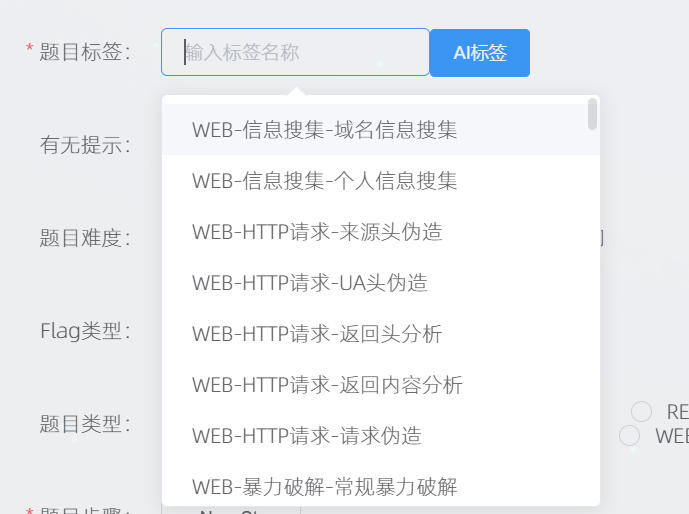 * 题目标签： 输入标签名称 AI标签
WEB-信息搜集-域名信息搜集
有无提示：
WEB-信息搜集-个人信息搜集
题目难度： WEB-HTTP请求-来源头伪造
WEB-HTTP请求-UA头伪造
Flag类型： WEB-HTTP请求-返回头分析
WEB-HTTP请求-返回内容分析
RE
题目类型： WEB-HTTP请求-请求伪造 WEB
WEB-暴力破解-常规暴力破解
* 题目步骤：